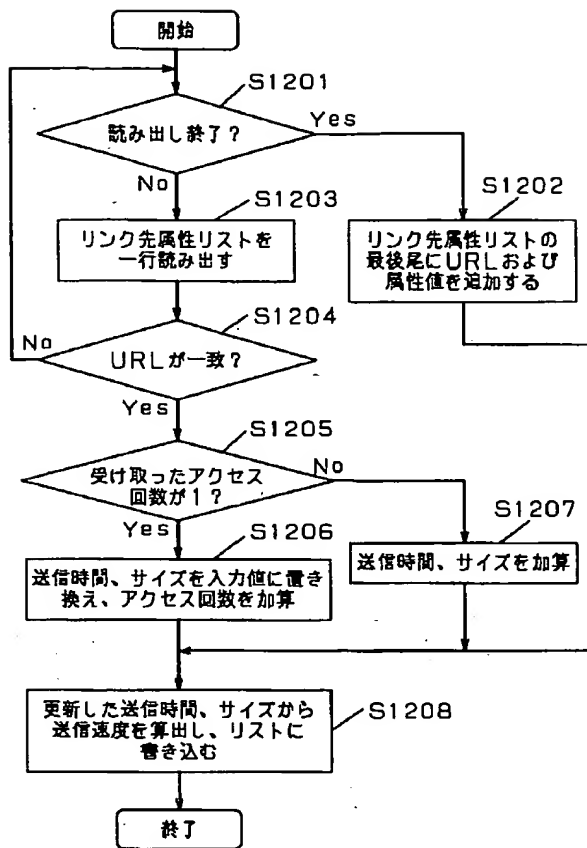 開始
S1201
読み出し終了？
Yes
No
S1203
S1202
リンク先属性リストを
一行読み出す
リンク先属性リストの
最後尾にURLおよび
属性値を追加する
S1204
No
URLが一致？
Yes
S1205
受け取ったアクセス
回数が1？
No
Yes
S1206
S1207
送信時間、サイズを入力値に置き
換え、アクセス回数を加算
送信時間、サイズを加算
更新した送信時間、サイズから
送信速度を算出し、リストに
書き込む
S1208
終了